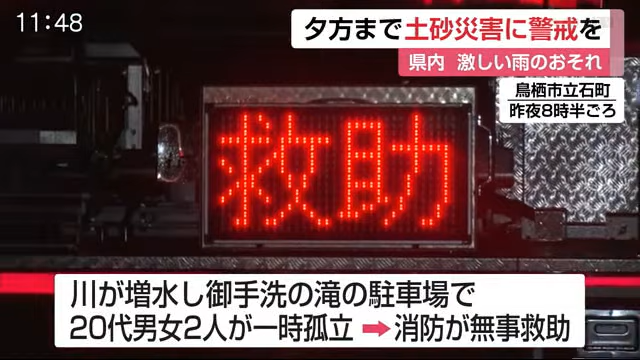 11:48
夕方まで土砂災害に警戒を
県内 激しい雨のおそれ
鳥栖市立石町
昨夜8時半ごろ
救助
川が増水し御手洗の滝の駐車場で
20代男女2人が一時孤立➡消防が無事救助